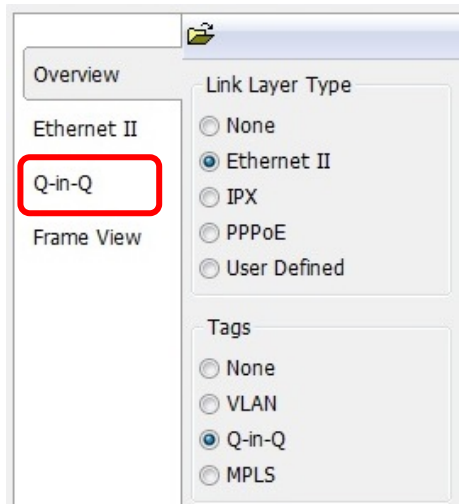 Overview
Ethernet II
Q-in-Q
Frame View
Link Layer Type
None
Ethernet II
IPX
PPPoE
User Defined
Tags
None
VLAN
Q-in-Q
MPLS